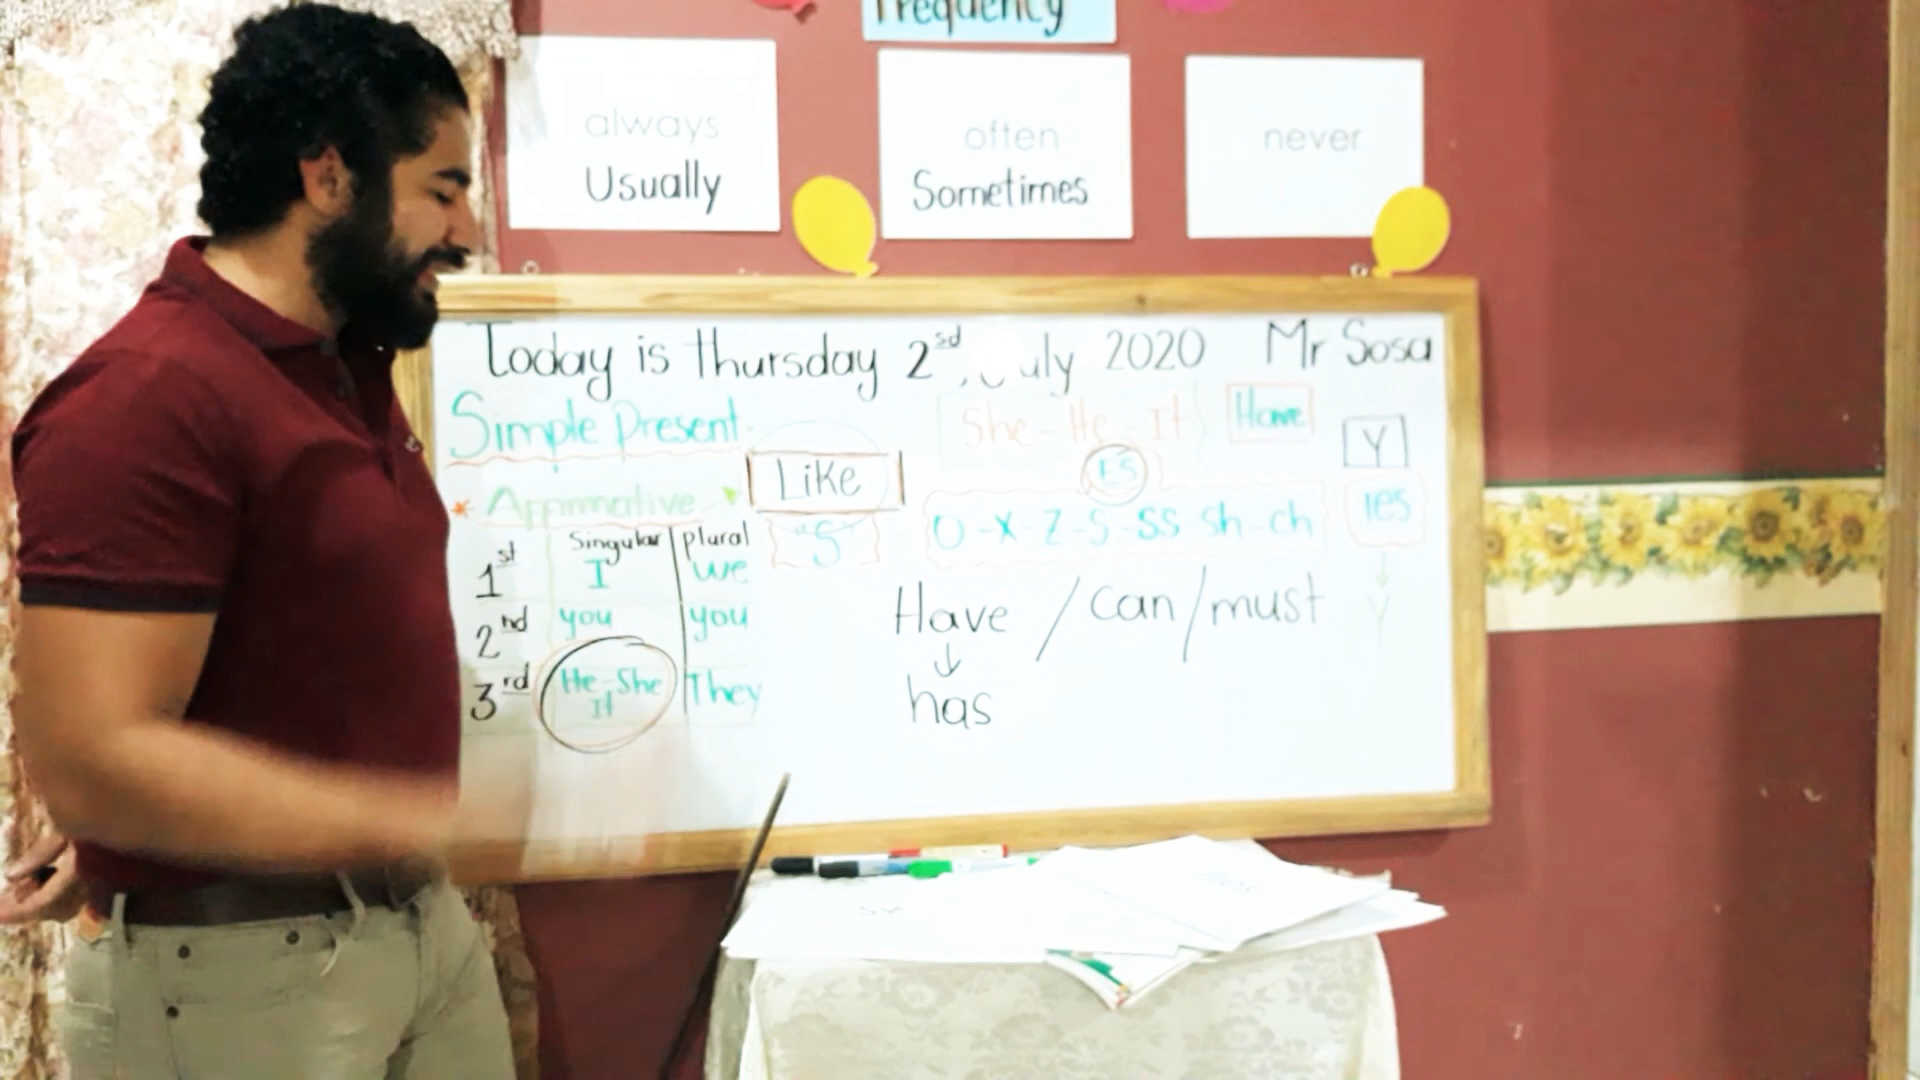 Frequency
always
Usually
often
Sometimes
never
Today is thursday 2sd, July 2020 Mr Sosa
Simple Present
She - He - It Have
Y
* Affirmative Like
ES
"S" O-X-Z-S-SS-Sh-ch ies
Singular plural
1st I we
2nd you you
3rd He-She It They
Have / can / must
Y
has